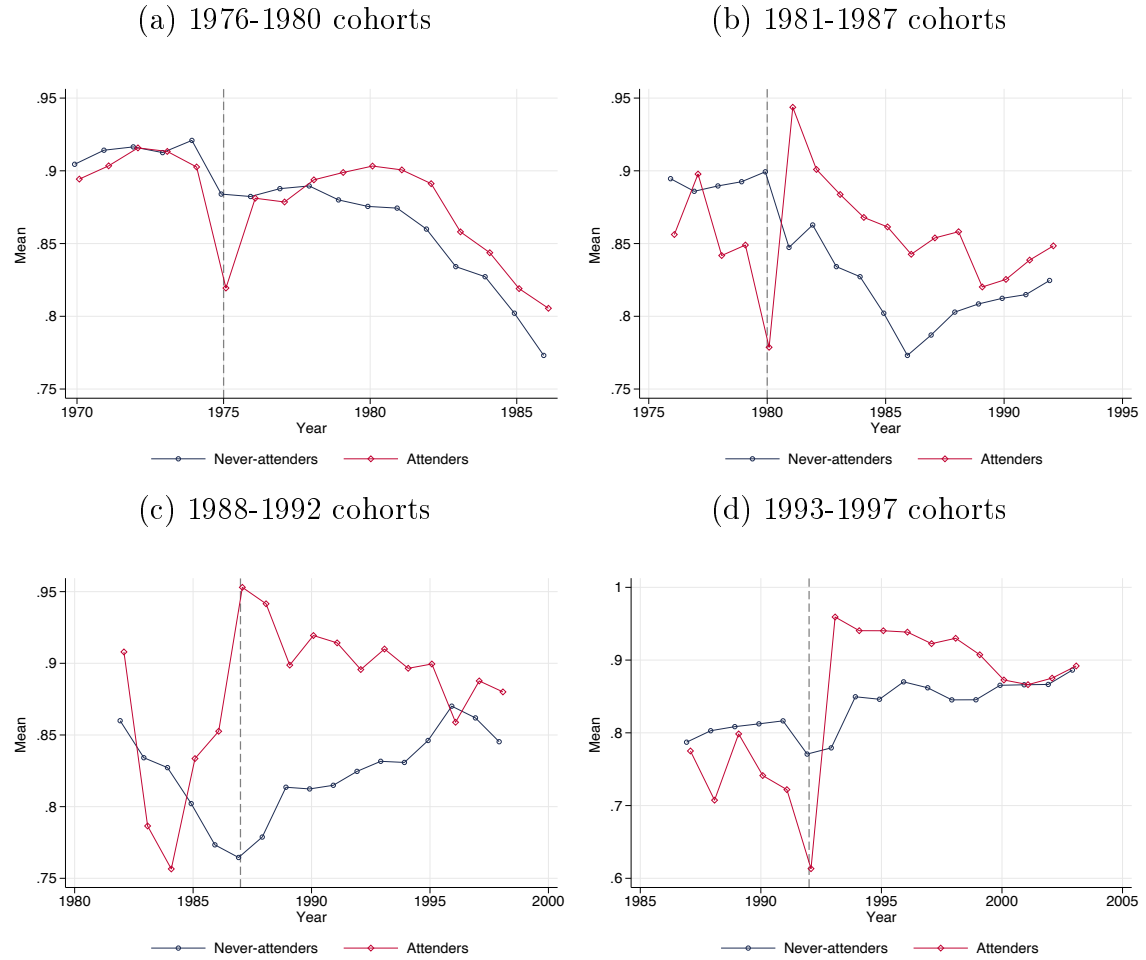 (a) 1976-1980 cohorts
.95
.9
.85
.8
.75
Mean
1970 1975 1980 1985
Year
Never-attenders Attenders
(b) 1981-1987 cohorts
.95
.9
.85
.8
.75
Mean
1975 1980 1985 1990 1995
Year
Never-attenders Attenders
(c) 1988-1992 cohorts
.95
.9
.85
.8
.75
Mean
1980 1985 1990 1995 2000
Year
Never-attenders Attenders
(d) 1993-1997 cohorts
1
.9
.8
.7
.6
Mean
1985 1990 1995 2000 2005
Year
Never-attenders Attenders